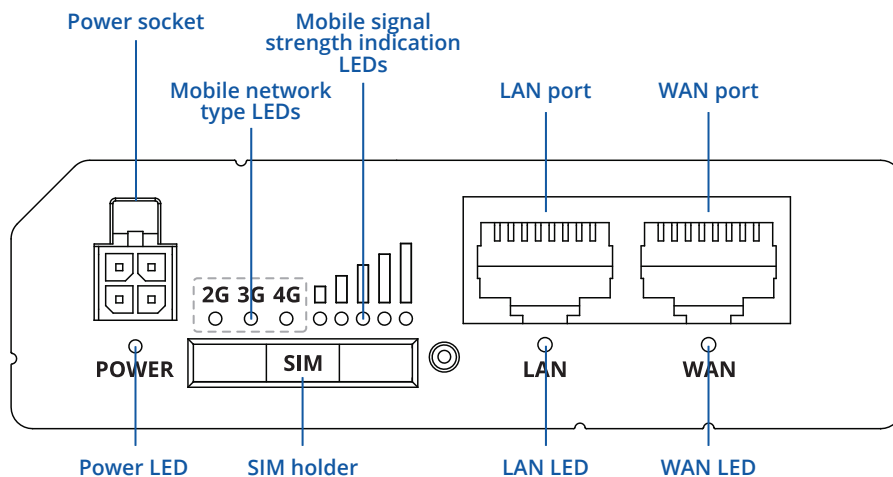 Power socket
Mobile signal
strength indication
LEDs
Mobile network
type LEDs
LAN port
WAN port
2G 3G 4G
POWER
SIM
LAN
WAN
Power LED
SIM holder
LAN LED
WAN LED